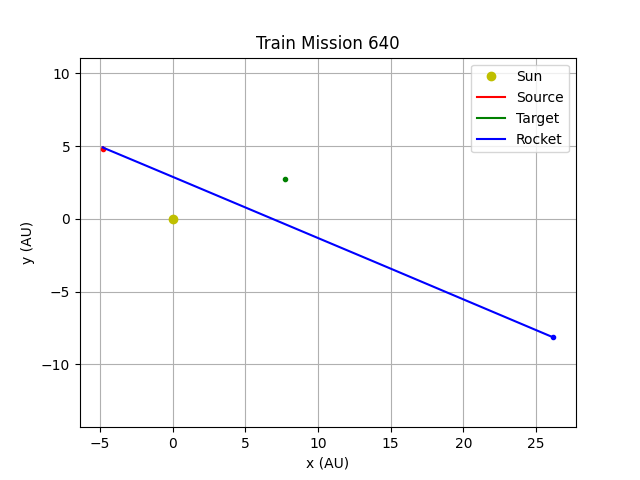 Train Mission 640
Sun
Source
Target
Rocket
10
5
0
−5
−10
y (AU)
−5
0
5
10
15
20
25
x (AU)